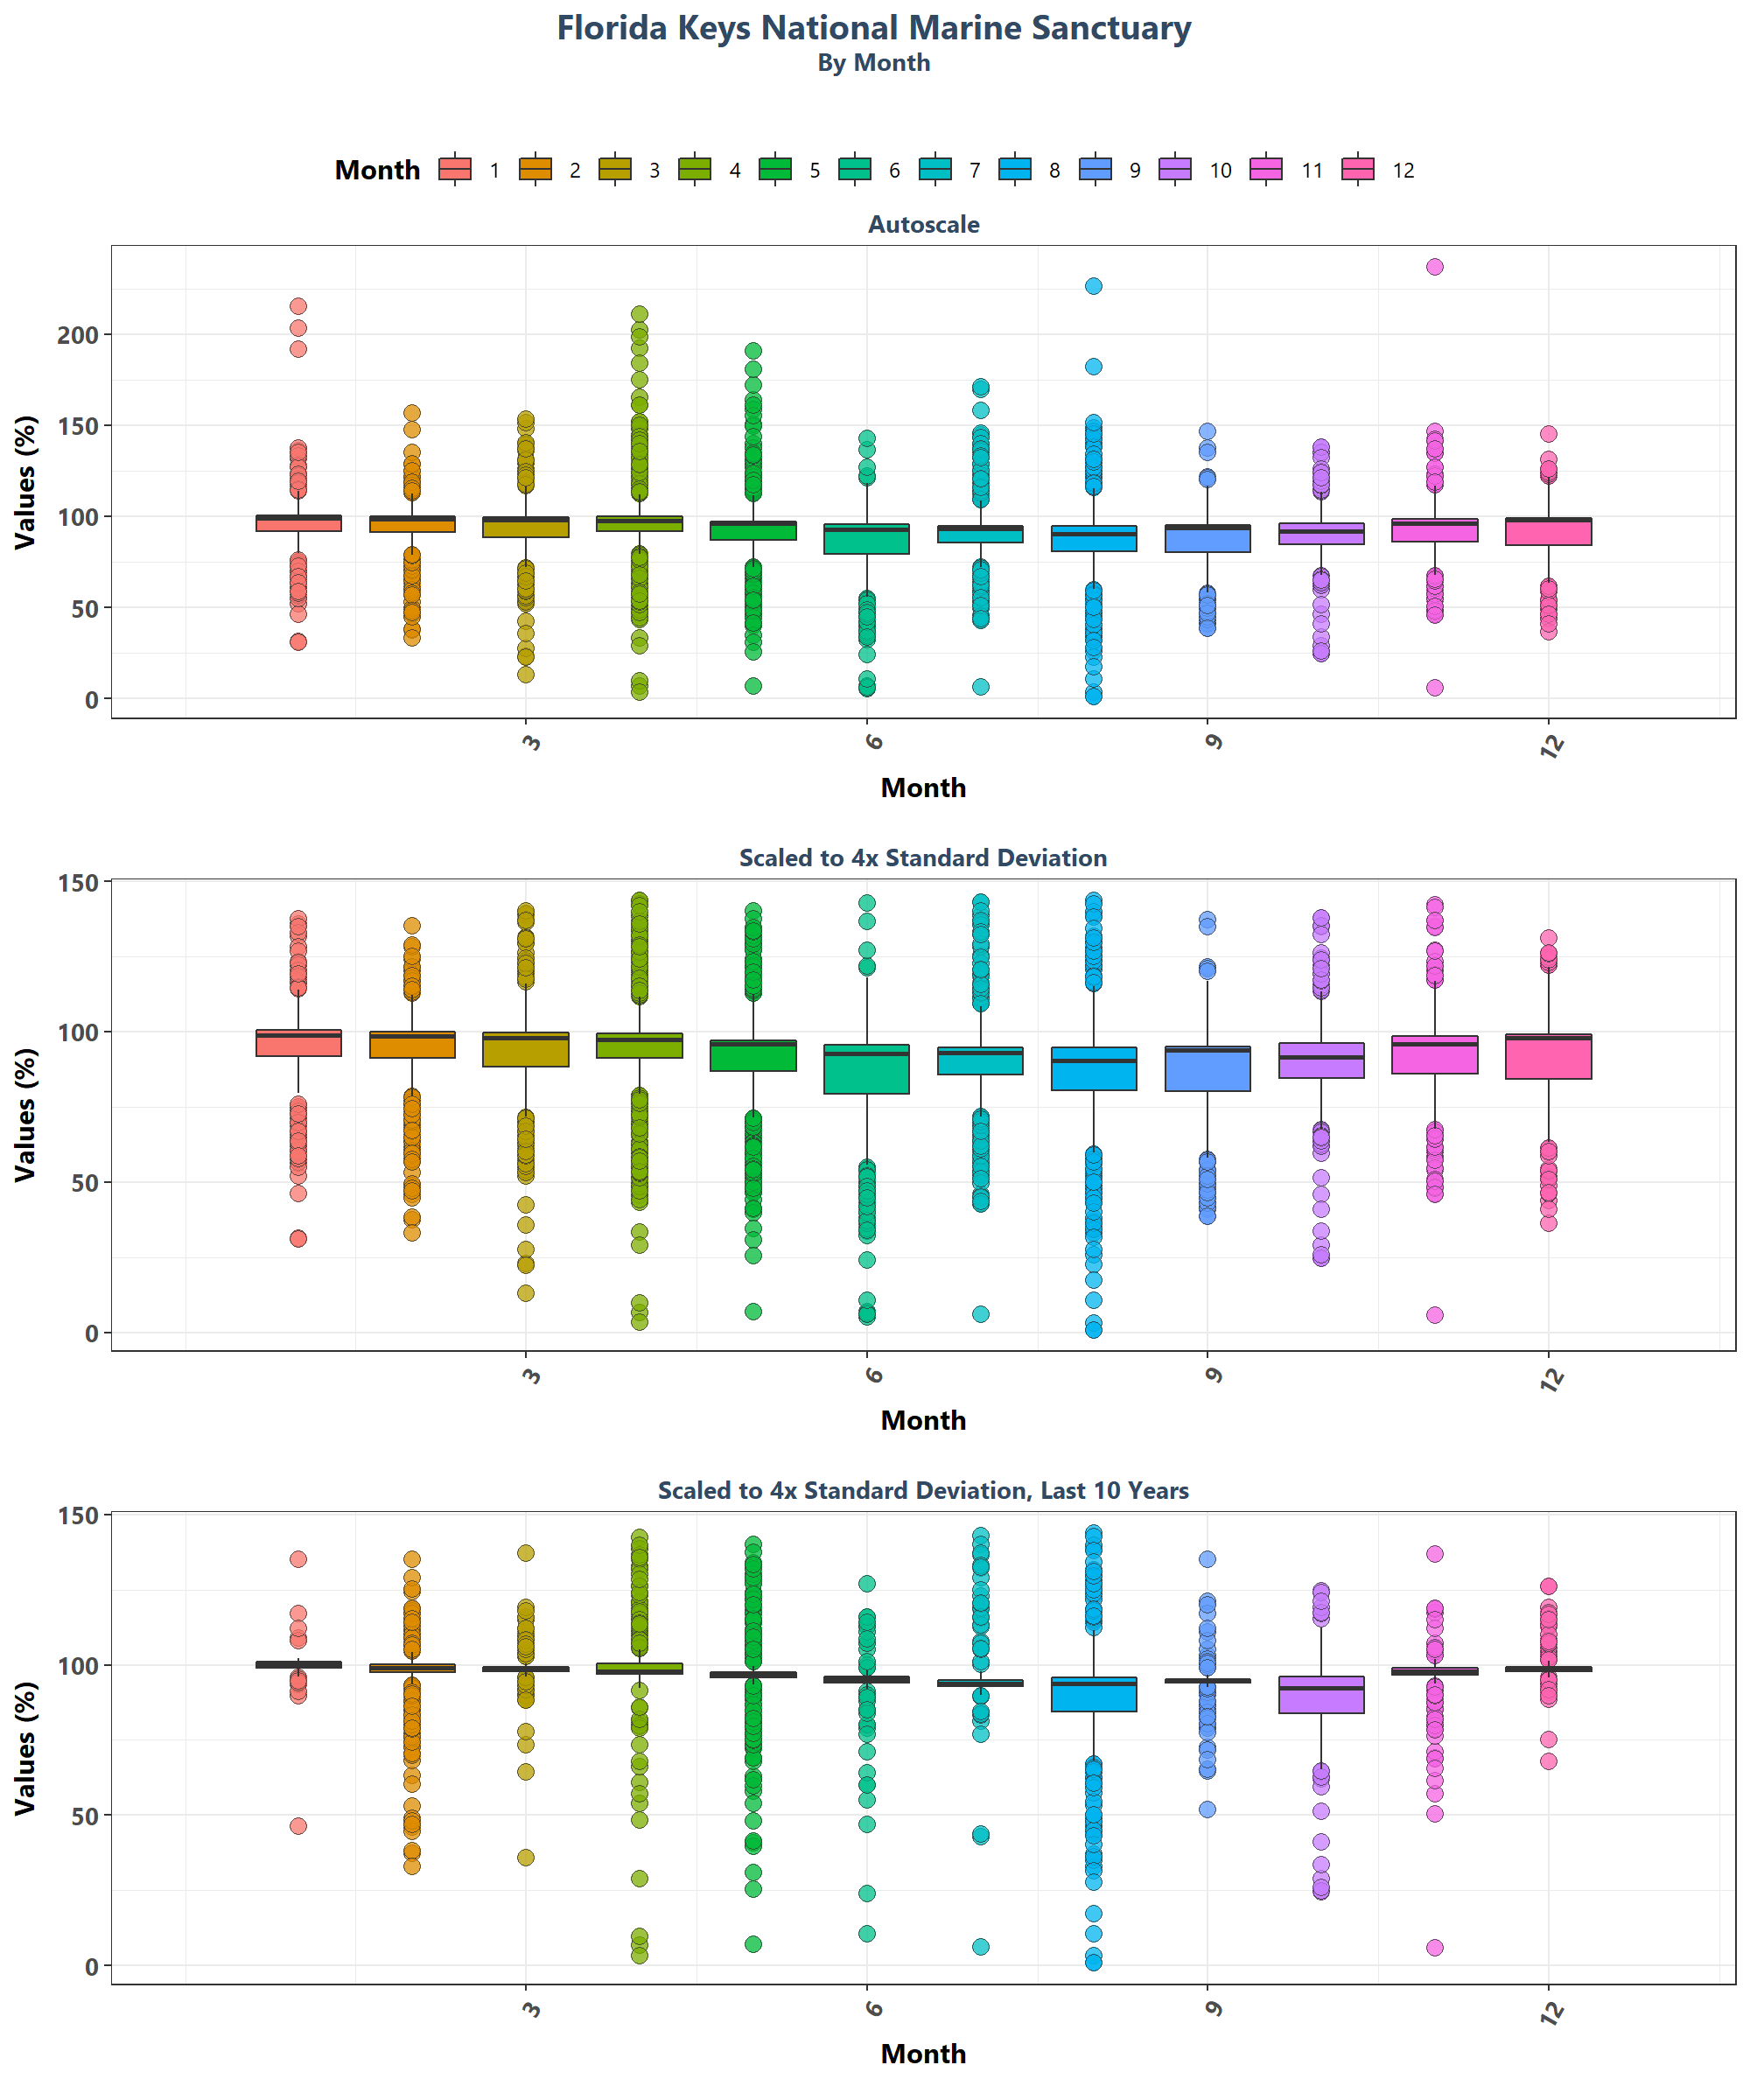 Florida Keys National Marine Sanctuary
By Month
Month 1 2 3 4 5 6 7 8 9 10 11 12
Autoscale
Values (%)
200
150
100
50
0
3 6 9 12
Month
Scaled to 4x Standard Deviation
Values (%)
150
100
50
0
3 6 9 12
Month
Scaled to 4x Standard Deviation, Last 10 Years
Values (%)
150
100
50
0
3 6 9 12
Month